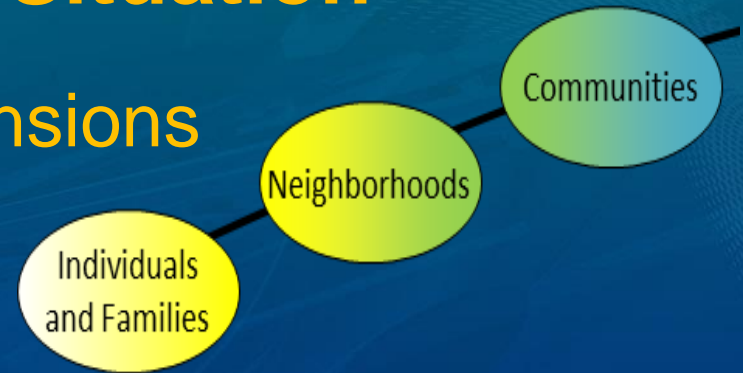 nsions
Communities
Neighborhoods
Individuals
and Families